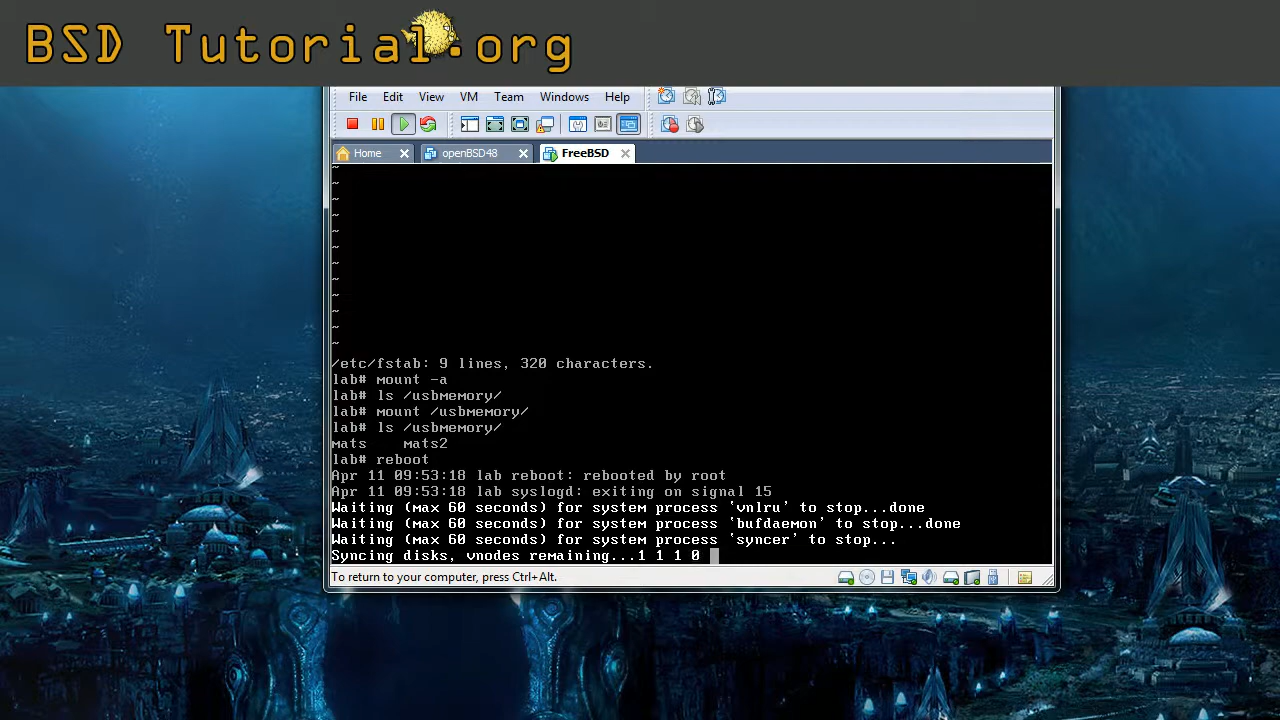 BSD Tutorial.org
File Edit View VM Team Windows Help
Home openBSD48 FreeBSD
~
~
~
~
~
~
~
~
~
~
~
~
/etc/fstab: 9 lines, 320 characters.
lab# mount -a
lab# ls /usbmemory/
lab# mount /usbmemory/
lab# ls /usbmemory/
mats    mats2
lab# reboot
Apr 11 09:53:18 lab reboot: rebooted by root
Apr 11 09:53:18 lab syslogd: exiting on signal 15
Waiting (max 60 seconds) for system process `vnlru' to stop...done
Waiting (max 60 seconds) for system process `bufdaemon' to stop...done
Waiting (max 60 seconds) for system process `syncer' to stop...
Syncing disks, vnodes remaining...1 1 1 0
To return to your computer, press Ctrl+Alt.